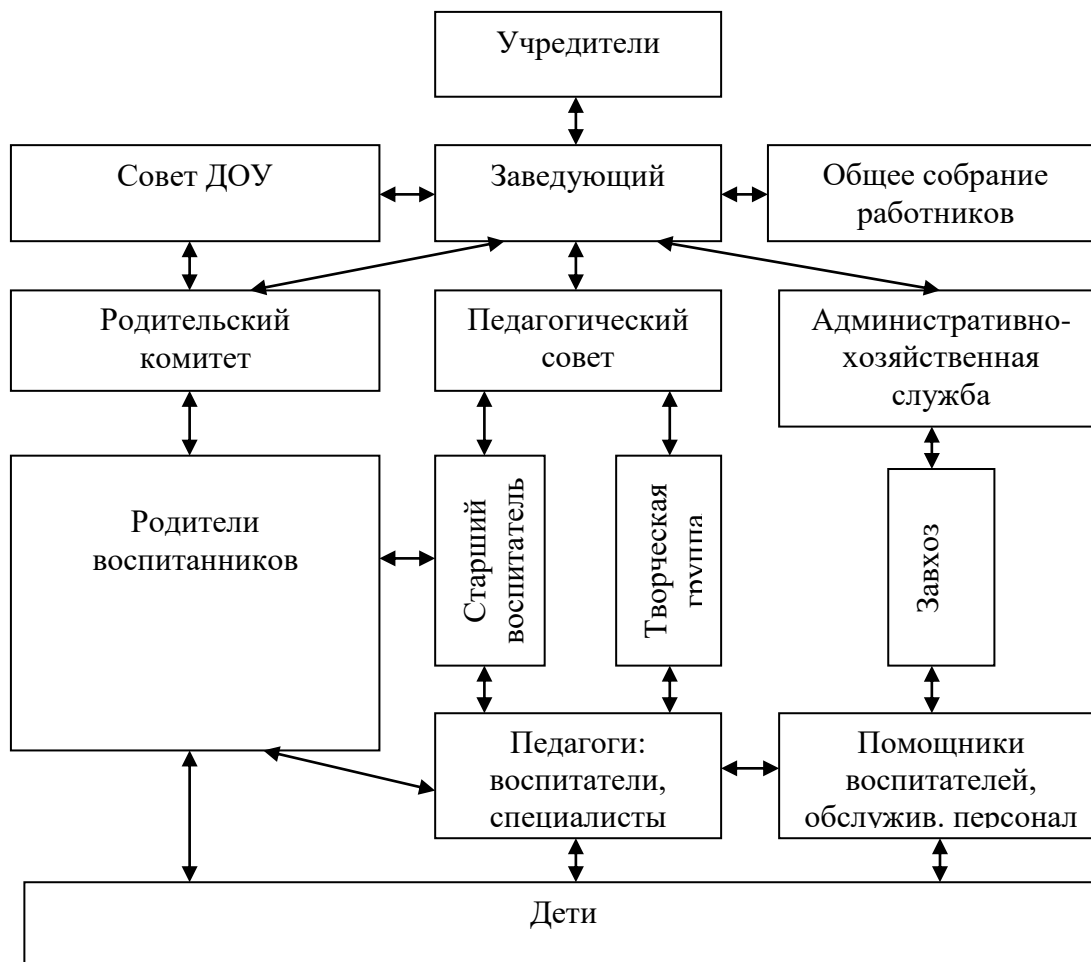 Учредители
Совет ДОУ
Заведующий
Общее собрание
работников
Родительский
комитет
Педагогический
совет
Административно-
хозяйственная
служба
Родители
воспитанников
Старший
воспитатель
Творческая
группа
Завхоз
Педагоги:
воспитатели,
специалисты
Помощники
воспитателей,
обслужив. персонал
Дети